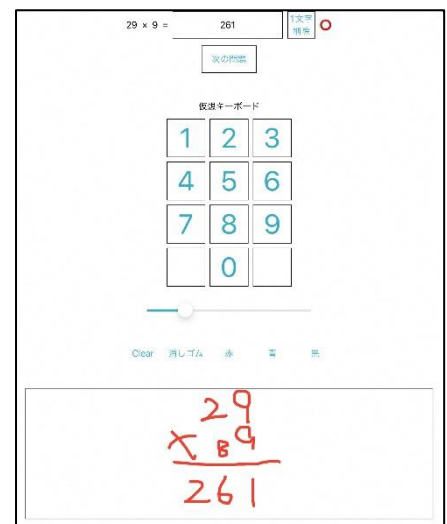 29 × 9 = 261 1文字
削除
次の問題
仮想キーボード
1 2 3
4 5 6
7 8 9
0
Clear 消しゴム 赤 青 黒
29
× 8 9
261